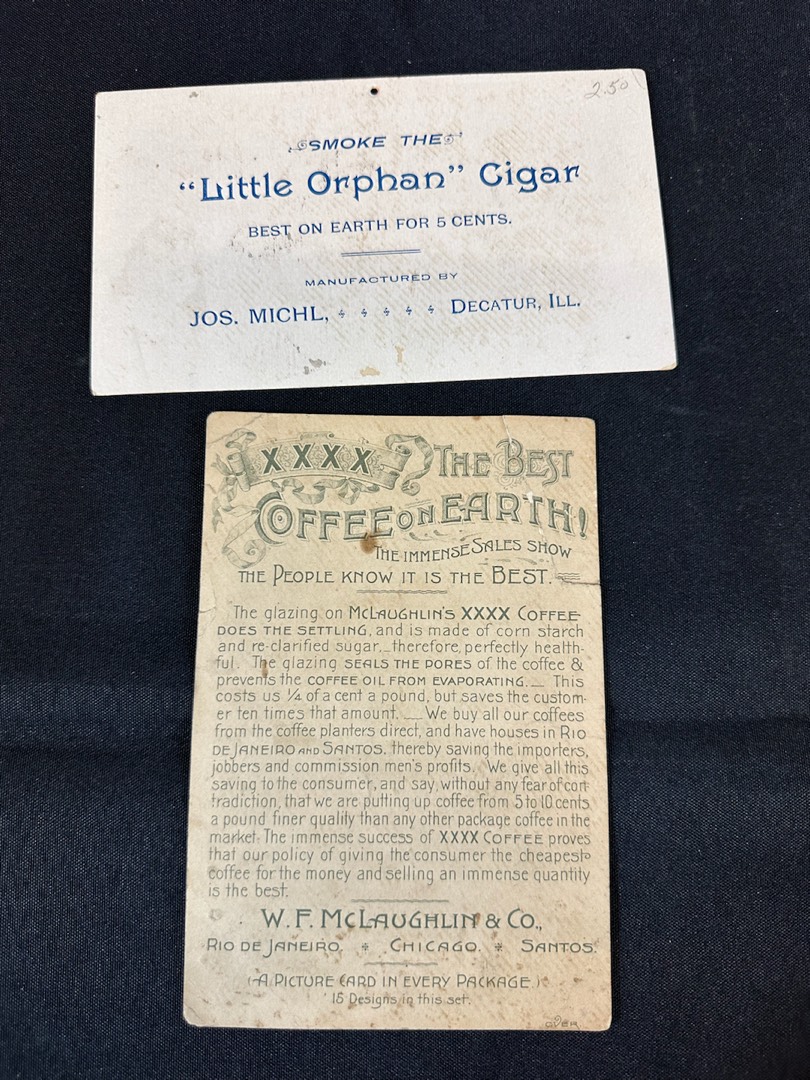 2.50
SMOKE THE
“Little Orphan” Cigar
BEST ON EARTH FOR 5 CENTS.
MANUFACTURED BY
JOS. MICHL, DECATUR, ILL.
XXXX THE BEST
COFFEE ON EARTH!
THE IMMENSE SALES SHOW
THE PEOPLE KNOW IT IS THE BEST.
The glazing on McLAUGHLIN'S XXXX COFFEE
DOES THE SETTLING, and is made of corn starch
and re-clarified sugar._therefore, perfectly health-
ful. The glazing SEALS THE PORES of the coffee &
prevents the COFFEE OIL FROM EVAPORATING.__ This
costs us ¼ of a cent a pound, but saves the custom-
er ten times that amount.__We buy all our coffees
from the coffee planters direct, and have houses in RIO
DE JANEIRO AND SANTOS, thereby saving the importers,
jobbers and commission men's profits. We give all this
saving to the consumer, and say, without any fear of con-
tradiction, that we are putting up coffee from 5 to 10 cents
a pound finer quality than any other package coffee in the
market. The immense success of XXXX COFFEE proves
that our policy of giving the consumer the cheapest
coffee for the money and selling an immense quantity
is the best.
W. F. McLAUGHLIN & CO.,
RIO DE JANEIRO. CHICAGO. SANTOS.
(A PICTURE CARD IN EVERY PACKAGE.)
15 Designs in this set.
OVER